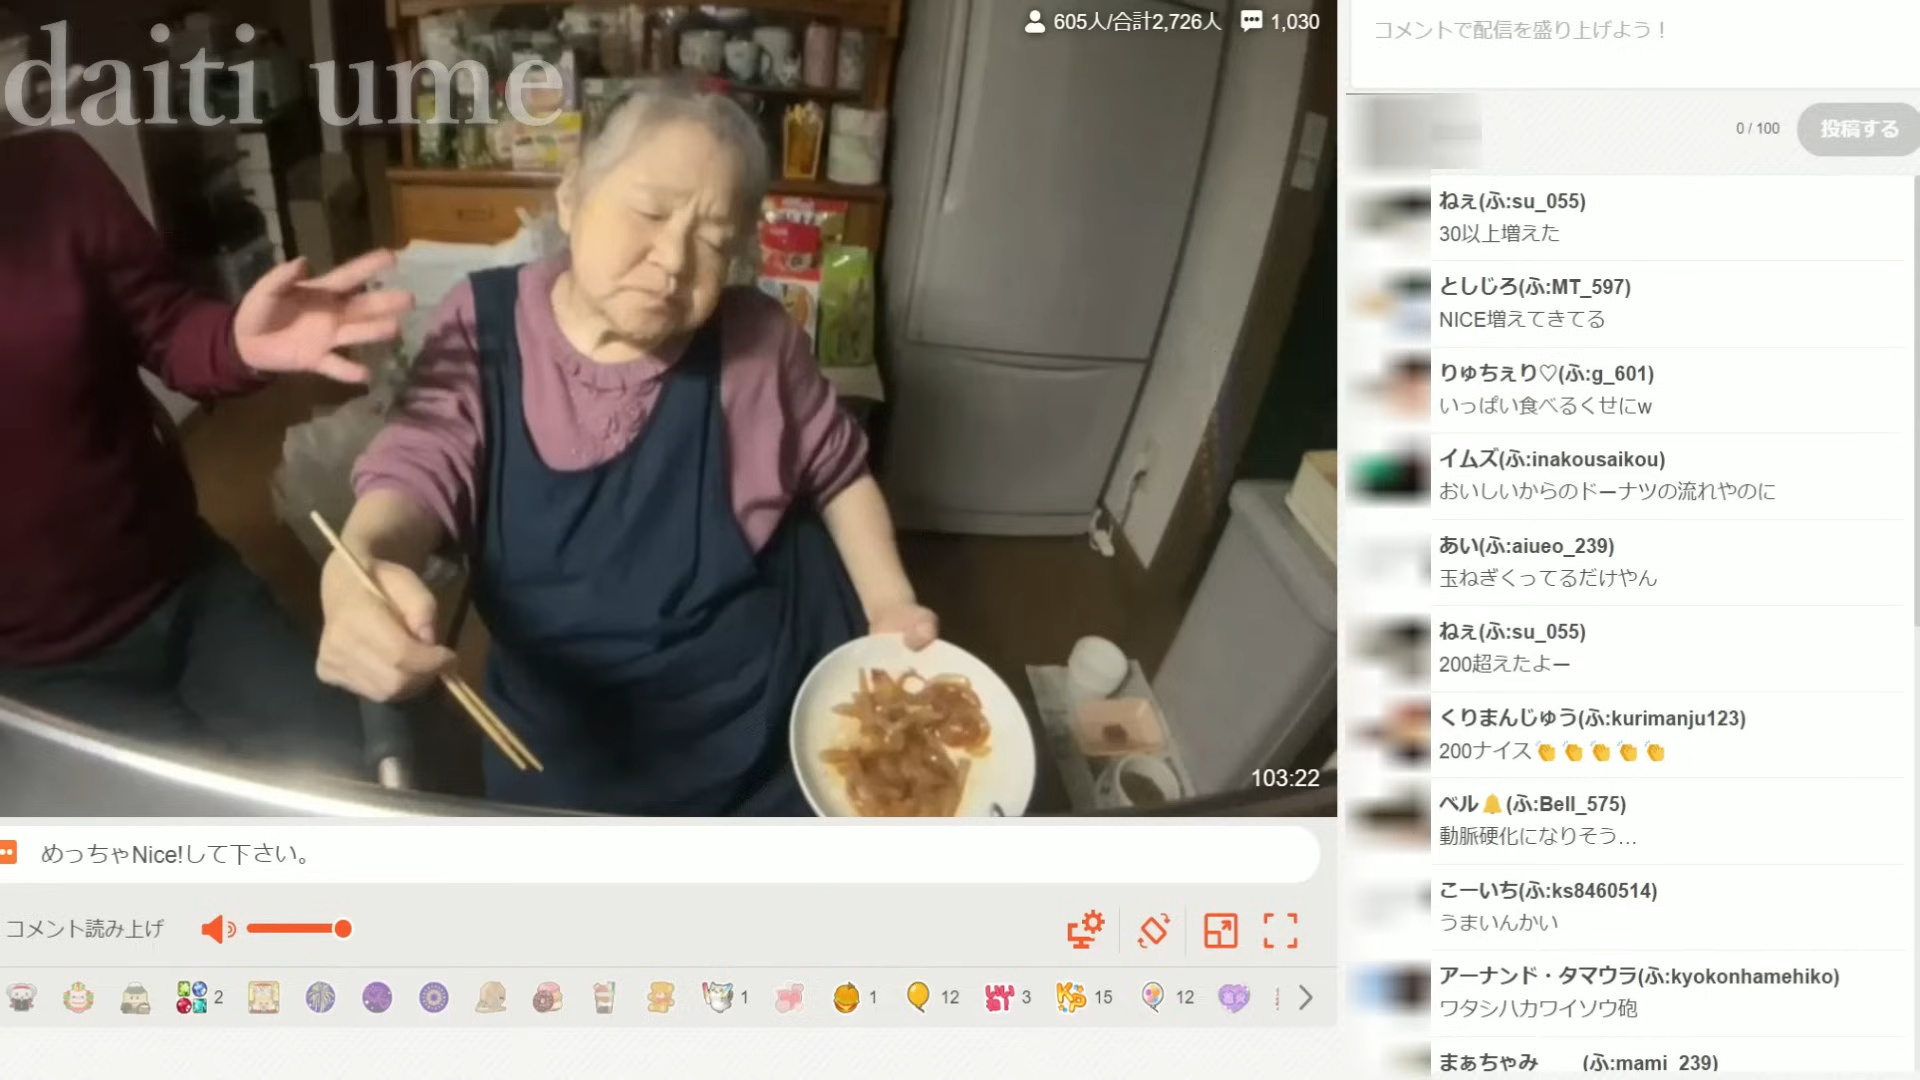 daiti ume
605人/合計2,726人 1,030
103:22
めっちゃNice!して下さい。
コメント読み上げ
2 1 1 12 3 15 12
コメントで配信を盛り上げよう！
0 / 100 投稿する
ねぇ(ふ:su_055)
30以上増えた
としじろ(ふ:MT_597)
NICE増えてきてる
りゅちぇり♡(ふ:g_601)
いっぱい食べるくせにw
イムズ(ふ:inakousaikou)
おいしいからのドーナツの流れやのに
あい(ふ:aiueo_239)
玉ねぎくってるだけやん
ねぇ(ふ:su_055)
200超えたよー
くりまんじゅう(ふ:kurimanju123)
200ナイス👏👏👏👏👏
ベル🔔(ふ:Bell_575)
動脈硬化になりそう…
こーいち(ふ:ks8460514)
うまいんかい
アーナンド・タマウラ(ふ:kyokonhamehiko)
ワタシハカワイソウ砲
まぁちゃみ (ふ:mami_239)